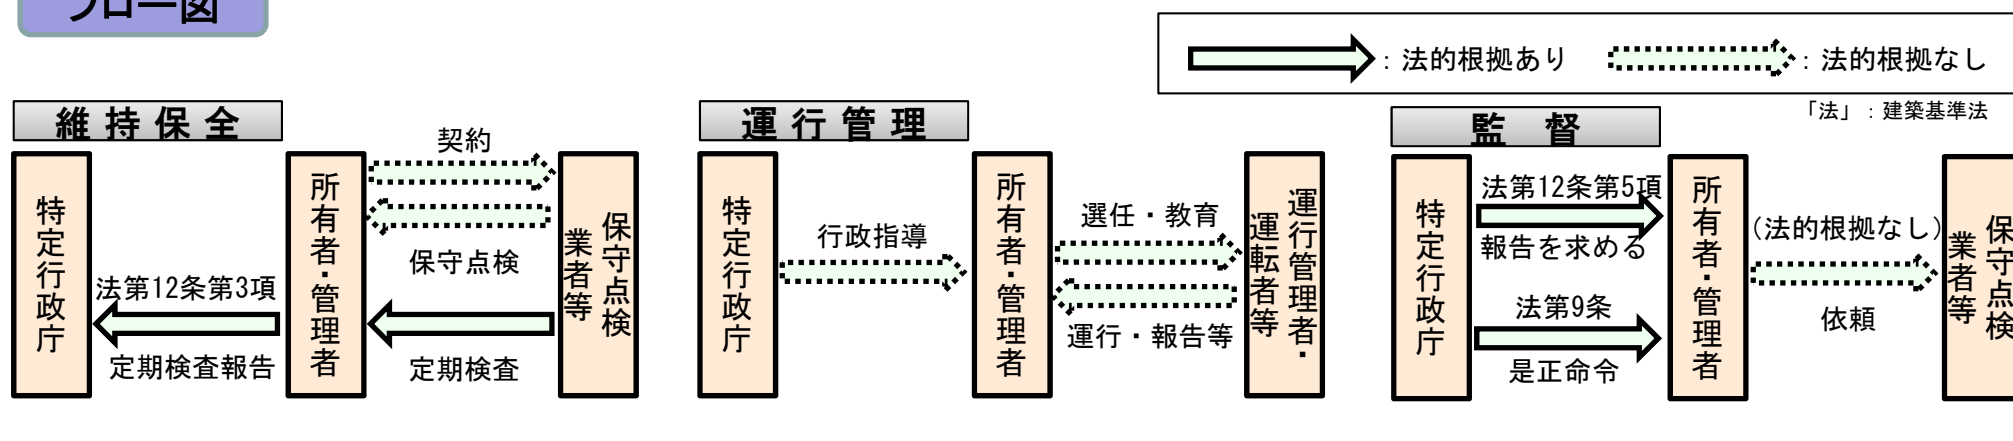 フロー図
：法的根拠あり
：法的根拠なし
「法」：建築基準法
維持保全
特定行政庁
法第12条第3項
定期検査報告
所有者・管理者
契約
保守点検
定期検査
保守点検
業者等
運行管理
特定行政庁
行政指導
所有者・管理者
選任・教育
運行・報告等
運行管理者・
運転者等
監督
特定行政庁
法第12条第5項
報告を求める
法第9条
是正命令
所有者・管理者
(法的根拠なし)
依頼
保守点検
業者等